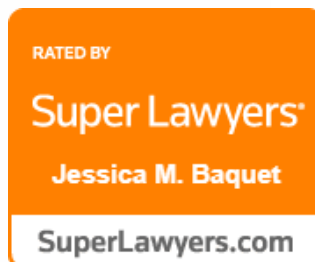 RATED BY
Super Lawyers®
Jessica M. Baquet
SuperLawyers.com